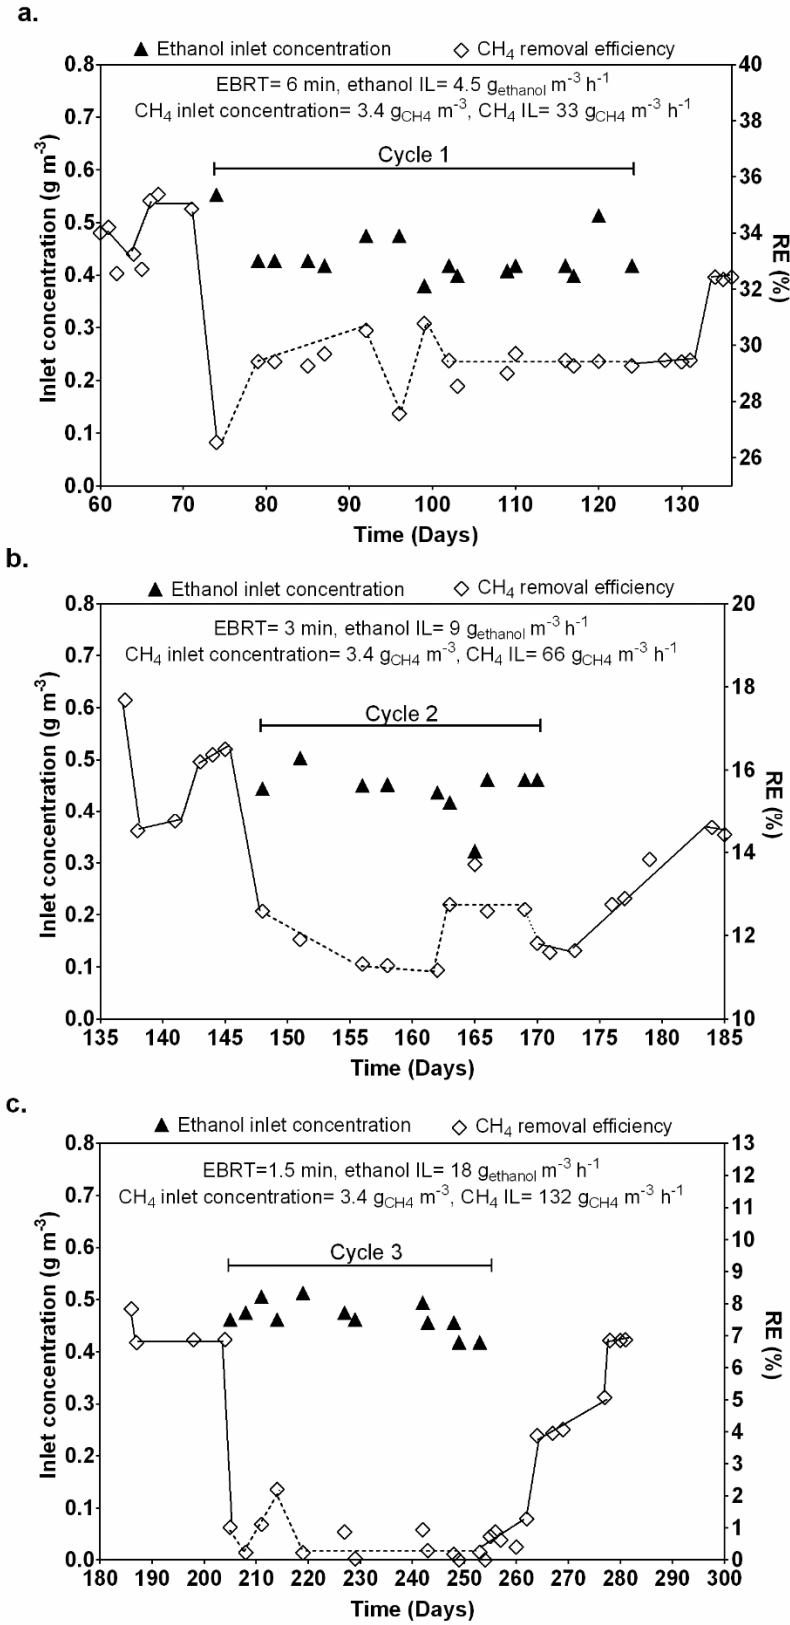 a.
▲ Ethanol inlet concentration ◇ CH₄ removal efficiency
EBRT= 6 min, ethanol IL= 4.5 g_ethanol m⁻³ h⁻¹
CH₄ inlet concentration= 3.4 g_CH4 m⁻³, CH₄ IL= 33 g_CH4 m⁻³ h⁻¹
Cycle 1
Inlet concentration (g m⁻³)
0.8
0.7
0.6
0.5
0.4
0.3
0.2
0.1
0.0
40
38
36
34
32
30
28
26
RE (%)
60 70 80 90 100 110 120 130
Time (Days)
b.
▲ Ethanol inlet concentration ◇ CH₄ removal efficiency
EBRT= 3 min, ethanol IL= 9 g_ethanol m⁻³ h⁻¹
CH₄ inlet concentration= 3.4 g_CH4 m⁻³, CH₄ IL= 66 g_CH4 m⁻³ h⁻¹
Cycle 2
Inlet concentration (g m⁻³)
0.8
0.7
0.6
0.5
0.4
0.3
0.2
0.1
0.0
20
18
16
14
12
10
RE (%)
135 140 145 150 155 160 165 170 175 180 185
Time (Days)
c.
▲ Ethanol inlet concentration ◇ CH₄ removal efficiency
EBRT=1.5 min, ethanol IL= 18 g_ethanol m⁻³ h⁻¹
CH₄ inlet concentration= 3.4 g_CH4 m⁻³, CH₄ IL= 132 g_CH4 m⁻³ h⁻¹
Cycle 3
Inlet concentration (g m⁻³)
0.8
0.7
0.6
0.5
0.4
0.3
0.2
0.1
0.0
13
12
11
10
9
8
7
6
5
4
3
2
1
0
RE (%)
180 190 200 210 220 230 240 250 260 270 280 290 300
Time (Days)